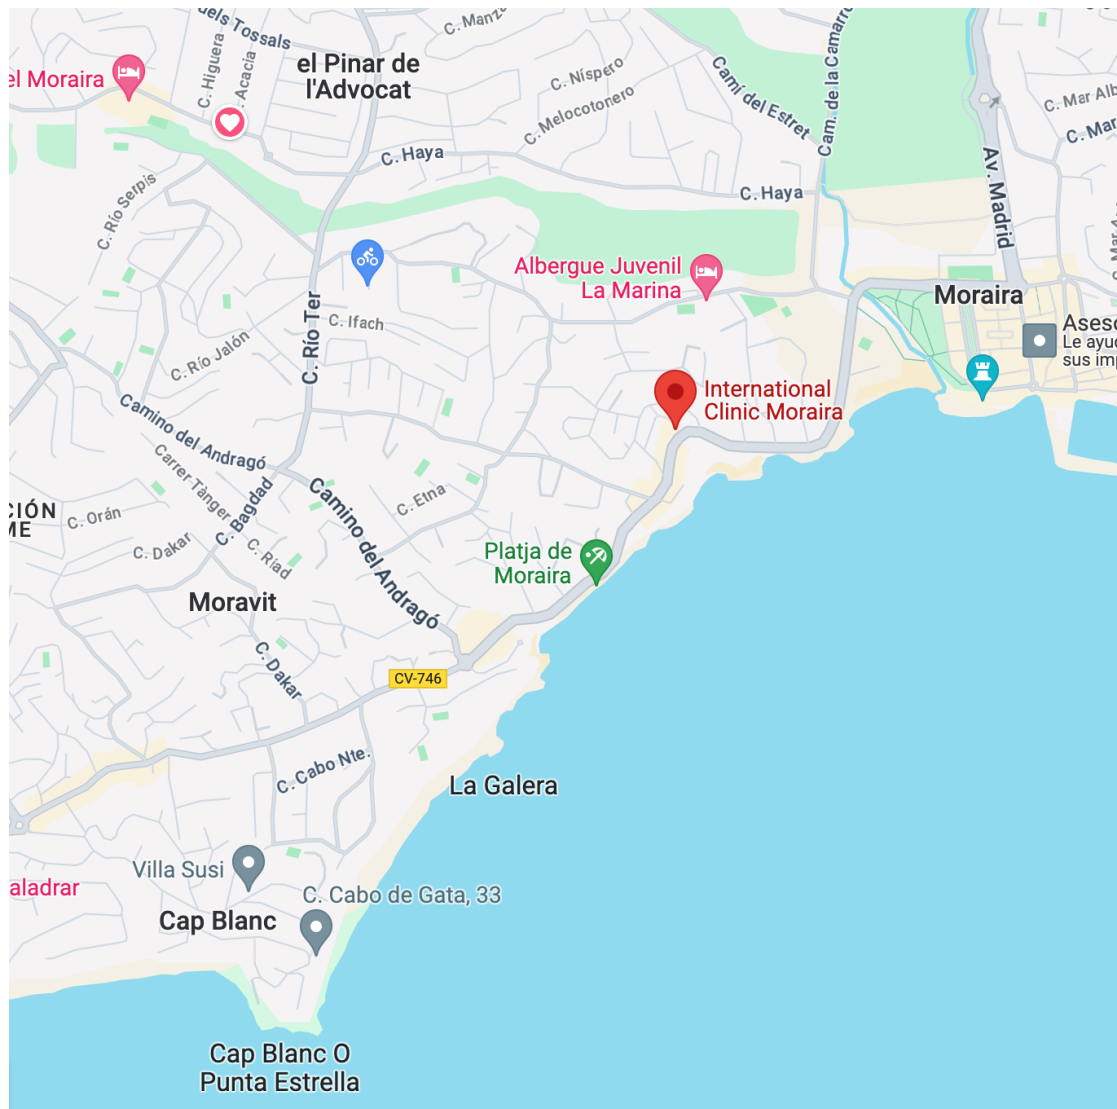 uels Tossals
C. Manza
el Moraira
C. Higuera
C. Acacia
el Pinar de
l'Advocat
C. Níspero
C. Melocotonero
Camí del Estret
Cam. de la Camarro
C. Mar Alb
C. Mar
Av. Madrid
C. Haya
C. Haya
C. Río Serpis
Albergue Juvenil
La Marina
Moraira
C. Ifach
C. Río Ter
C. Río Jalón
Aseso
Le ayud
sus imp
International
Clinic Moraira
Camino del Andragó
Carrer Tànger
C. Bagdad
C. Etna
Camino del Andragó
CIÓN
ME
C. Orán
C. Dakar
C. Riad
Platja de
Moraira
Moravit
C. Dakar
CV-746
C. Cabo Nte.
La Galera
Villa Susi
aladrar
C. Cabo de Gata, 33
Cap Blanc
Cap Blanc O
Punta Estrella